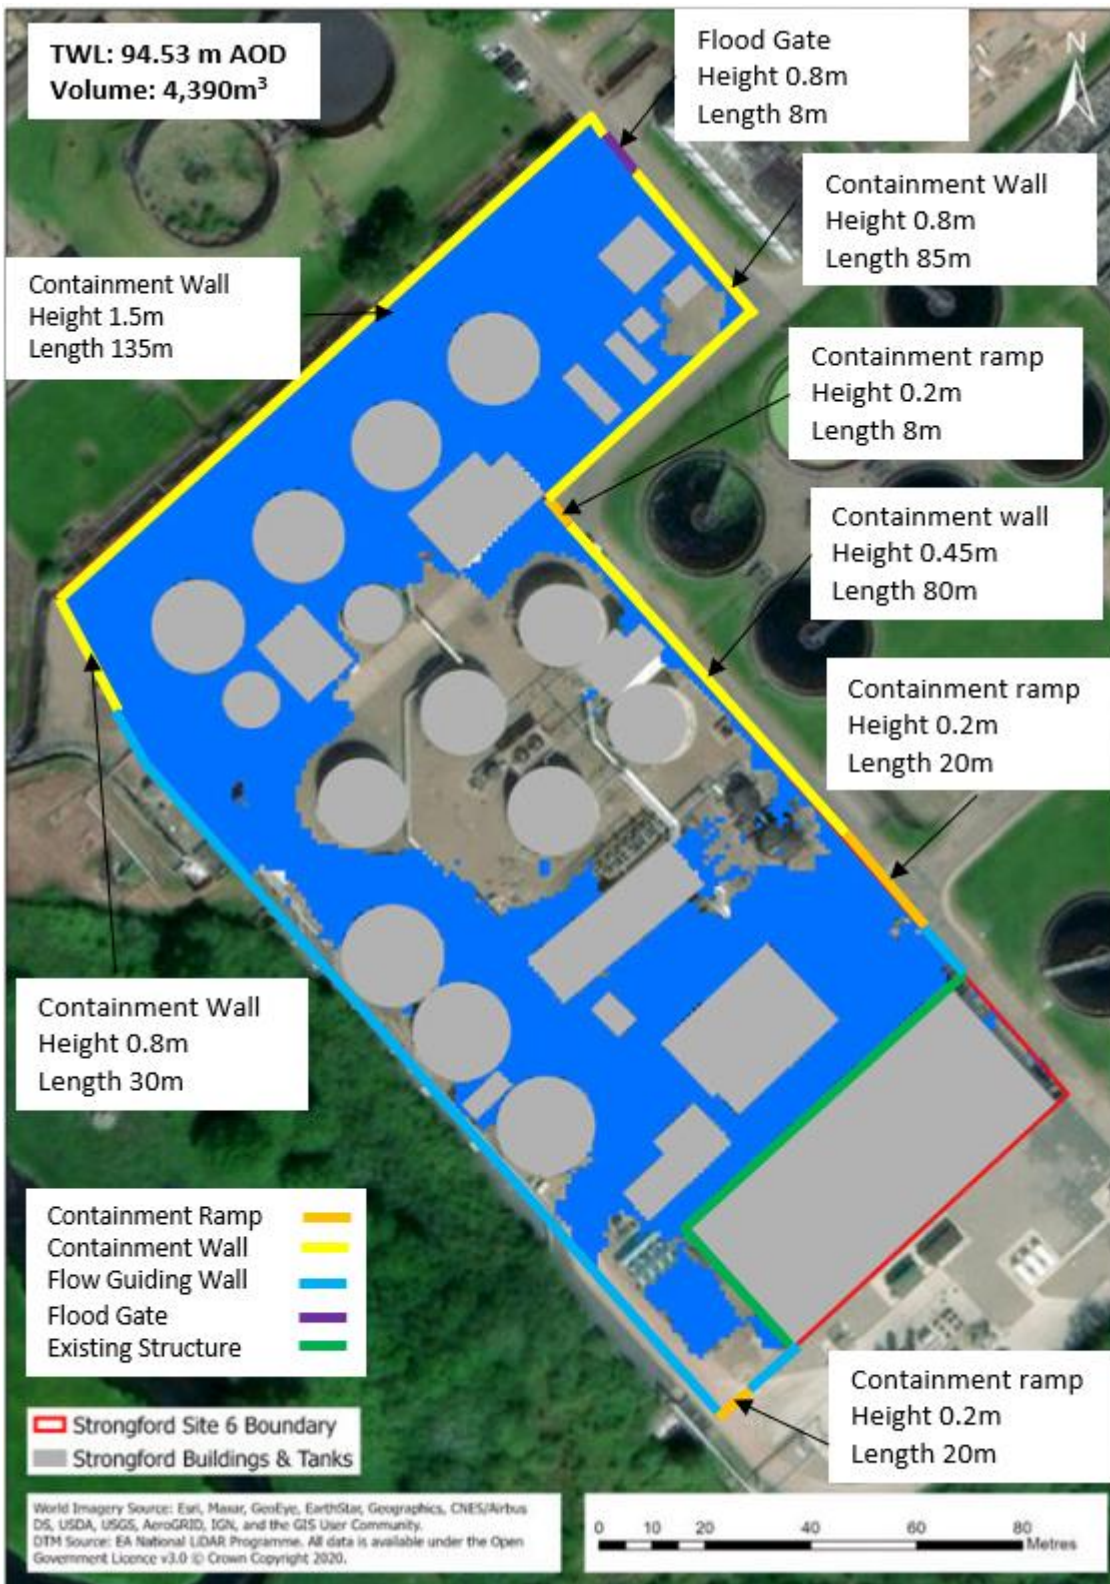 TWL: 94.53 m AOD
Volume: 4,390m³
Flood Gate
Height 0.8m
Length 8m
N
Containment Wall
Height 0.8m
Length 85m
Containment Wall
Height 1.5m
Length 135m
Containment ramp
Height 0.2m
Length 8m
Containment wall
Height 0.45m
Length 80m
Containment ramp
Height 0.2m
Length 20m
Containment Wall
Height 0.8m
Length 30m
Containment Ramp
Containment Wall
Flow Guiding Wall
Flood Gate
Existing Structure
Containment ramp
Height 0.2m
Length 20m
Strongford Site 6 Boundary
Strongford Buildings & Tanks
World Imagery Source: Esri, Maxar, GeoEye, EarthStar, Geographics, CNES/Airbus
DS, USDA, USGS, AeroGRID, IGN, and the GIS User Community.
DTM Source: EA National LiDAR Programme. All data is available under the Open
Government Licence v3.0 © Crown Copyright 2020.
0 10 20 40 60 80
Metres